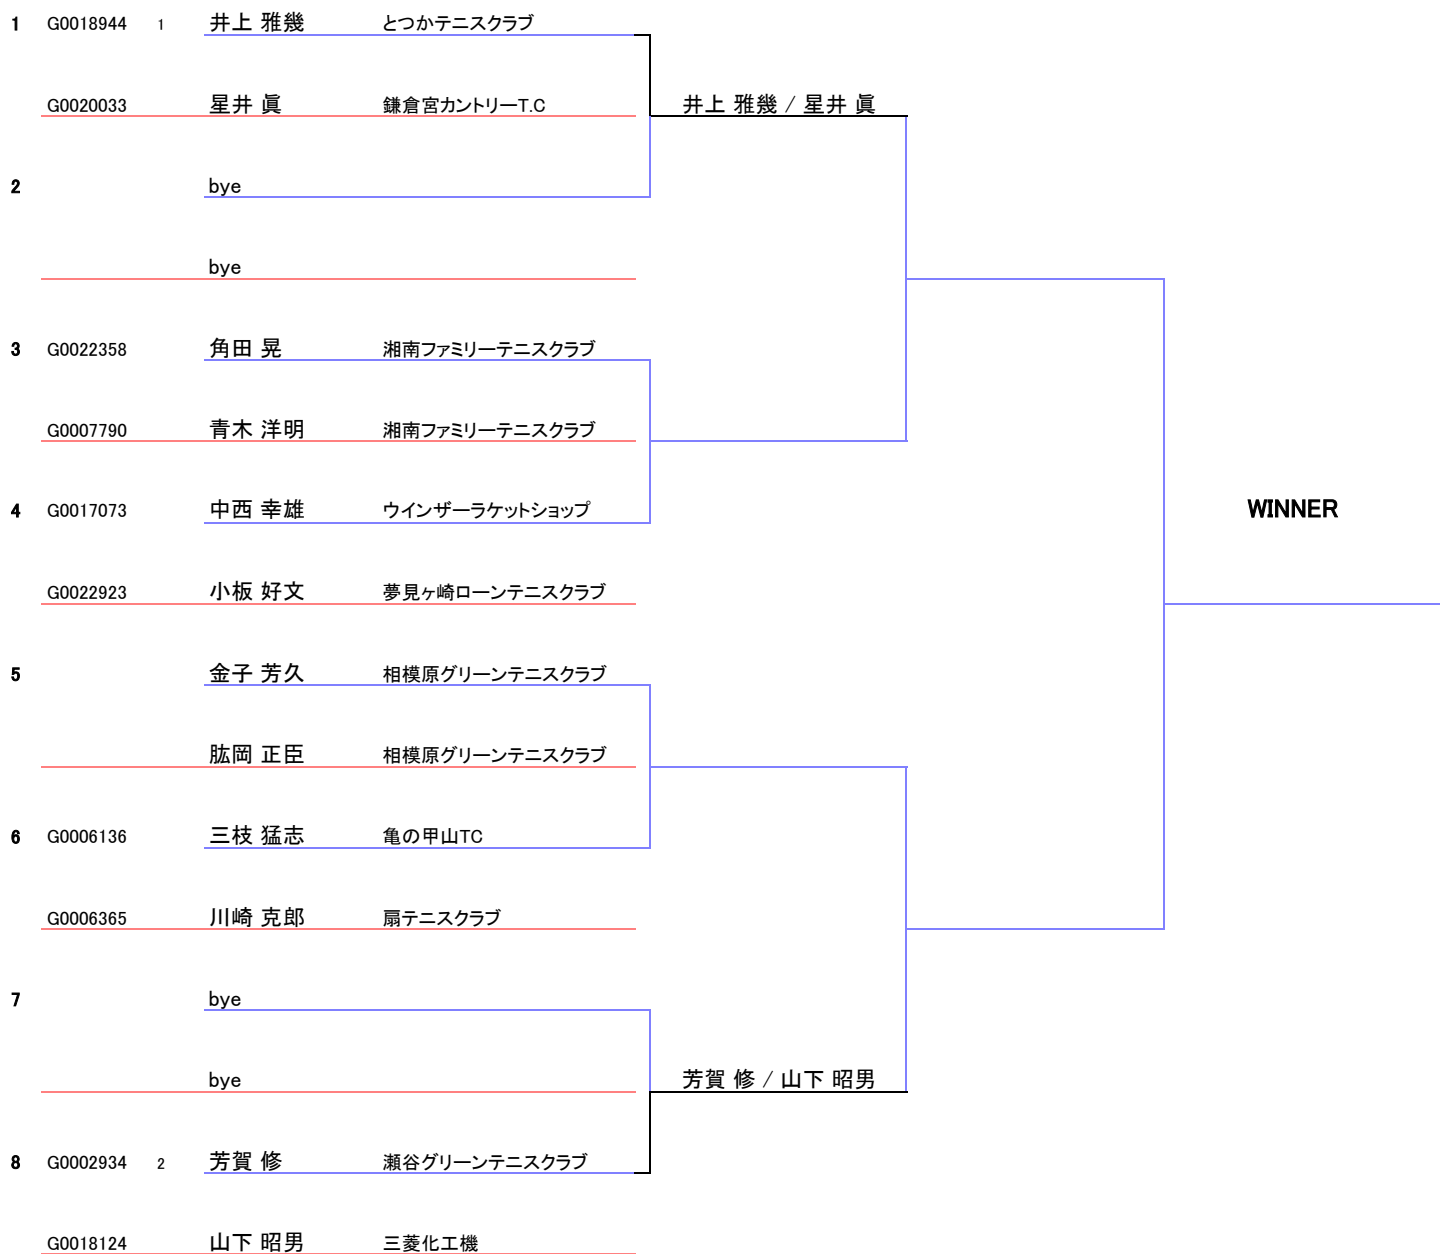 1 G0018944 1 井上 雅幾 とつかテニスクラブ
G0020033 星井 眞 鎌倉宮カントリーT.C 井上 雅幾 / 星井 眞
2 bye
bye
3 G0022358 角田 晃 湘南ファミリーテニスクラブ
G0007790 青木 洋明 湘南ファミリーテニスクラブ
4 G0017073 中西 幸雄 ウインザーラケットショップ WINNER
G0022923 小板 好文 夢見ヶ崎ローンテニスクラブ
5 金子 芳久 相模原グリーンテニスクラブ
肱岡 正臣 相模原グリーンテニスクラブ
6 G0006136 三枝 猛志 亀の甲山TC
G0006365 川崎 克郎 扇テニスクラブ
7 bye
bye 芳賀 修 / 山下 昭男
8 G0002934 2 芳賀 修 瀬谷グリーンテニスクラブ
G0018124 山下 昭男 三菱化工機